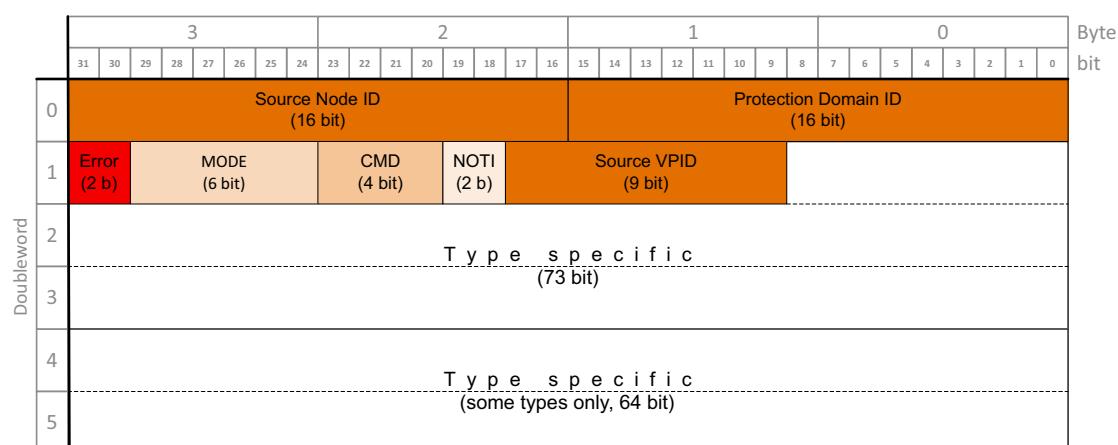 3 2 1 0 Byte
31 30 29 28 27 26 25 24 23 22 21 20 19 18 17 16 15 14 13 12 11 10 9 8 7 6 5 4 3 2 1 0 bit
0 Source Node ID Protection Domain ID
(16 bit) (16 bit)
1 Error MODE CMD NOTI Source VPID
(2 b) (6 bit) (4 bit) (2 b) (9 bit)
Doubleword
2
Type specific
(73 bit)
3
4
Type specific
(some types only, 64 bit)
5